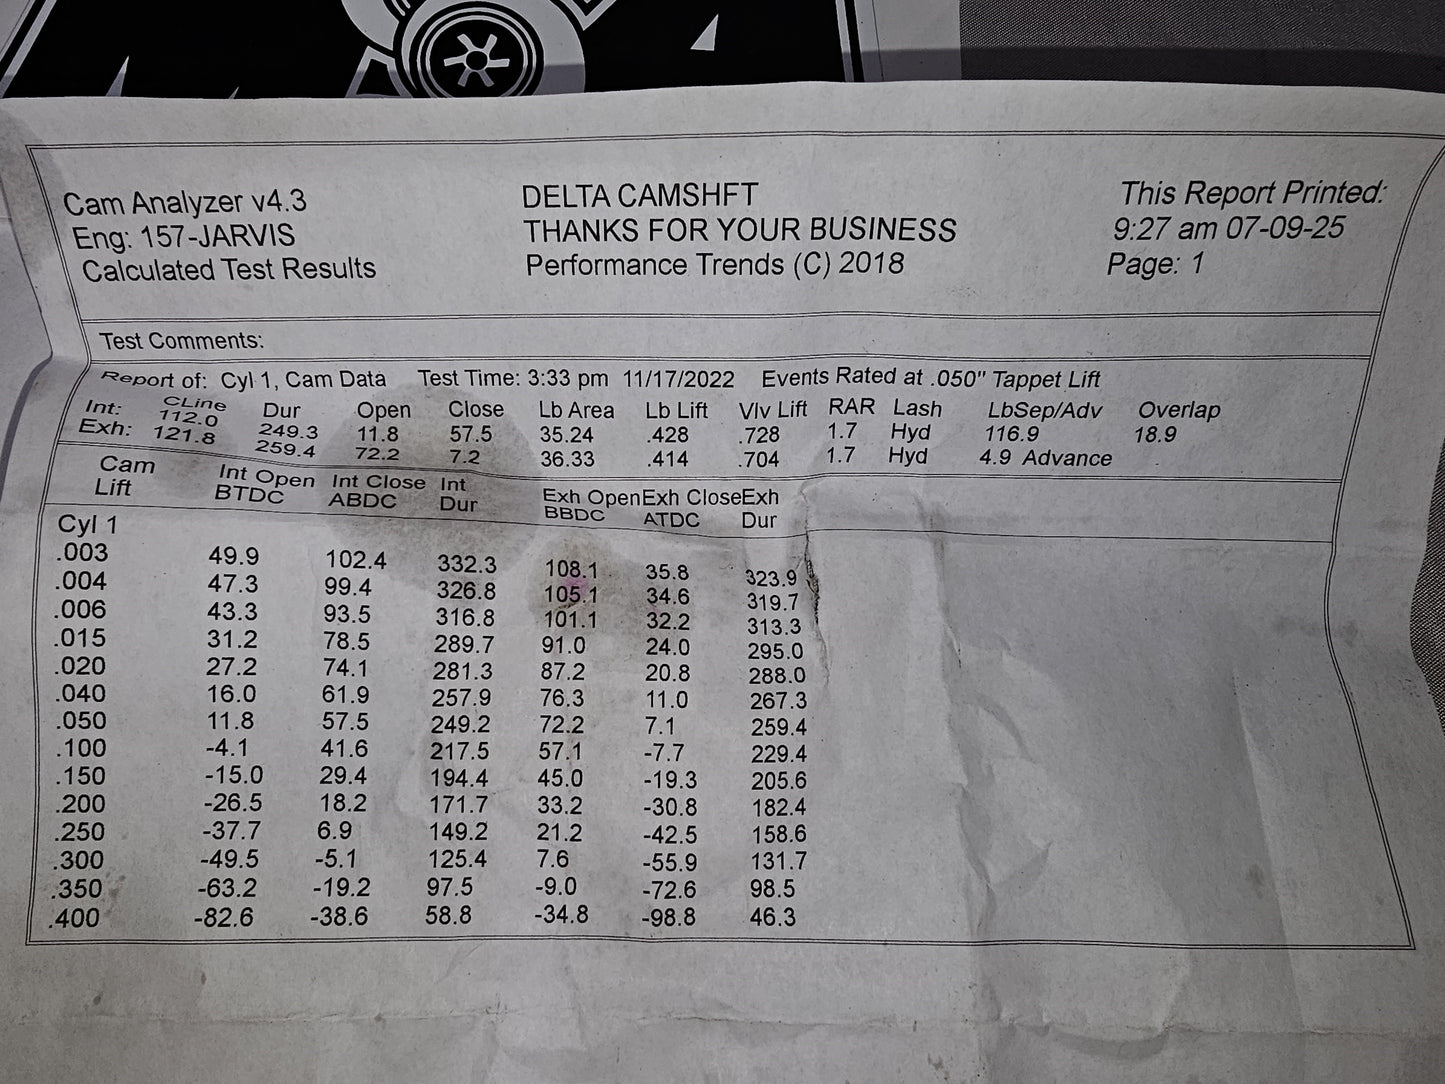 Cam Analyzer v4.3 DELTA CAMSHFT This Report Printed:
Eng: 157-JARVIS THANKS FOR YOUR BUSINESS 9:27 am 07-09-25
Calculated Test Results Performance Trends (C) 2018 Page: 1
Test Comments:
Report of: Cyl 1, Cam Data Test Time: 3:33 pm 11/17/2022 Events Rated at .050" Tappet Lift
CLine Dur Open Close Lb Area Lb Lift Vlv Lift RAR Lash LbSep/Adv Overlap
Int: 112.0 249.3 11.8 57.5 35.24 .428 .728 1.7 Hyd 116.9 18.9
Exh: 121.8 259.4 72.2 7.2 36.33 .414 .704 1.7 Hyd 4.9 Advance
Cam Int Open Int Close Int Exh Open Exh Close Exh
Lift BTDC ABDC Dur BBDC ATDC Dur
Cyl 1
.003 49.9 102.4 332.3 108.1 35.8 323.9
.004 47.3 99.4 326.8 105.1 34.6 319.7
.006 43.3 93.5 316.8 101.1 32.2 313.3
.015 31.2 78.5 289.7 91.0 24.0 295.0
.020 27.2 74.1 281.3 87.2 20.8 288.0
.040 16.0 61.9 257.9 76.3 11.0 267.3
.050 11.8 57.5 249.2 72.2 7.1 259.4
.100 -4.1 41.6 217.5 57.1 -7.7 229.4
.150 -15.0 29.4 194.4 45.0 -19.3 205.6
.200 -26.5 18.2 171.7 33.2 -30.8 182.4
.250 -37.7 6.9 149.2 21.2 -42.5 158.6
.300 -49.5 -5.1 125.4 7.6 -55.9 131.7
.350 -63.2 -19.2 97.5 -9.0 -72.6 98.5
.400 -82.6 -38.6 58.8 -34.8 -98.8 46.3